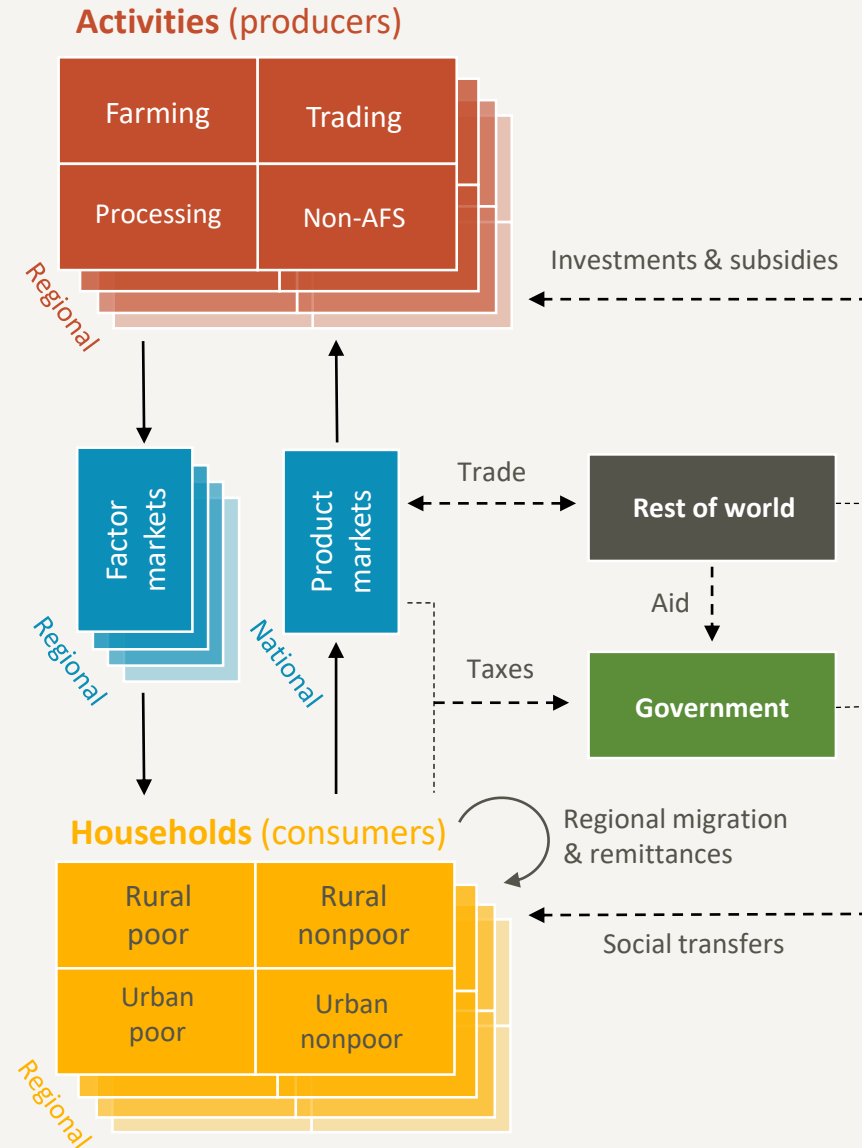 Activities (producers)
Farming
Trading
Processing
Non-AFS
Regional
Investments & subsidies
Factor
markets
Regional
Product
markets
National
Trade
Rest of world
Aid
Taxes
Government
Households (consumers)
Regional migration
& remittances
Rural
poor
Rural
nonpoor
Urban
poor
Urban
nonpoor
Regional
Social transfers